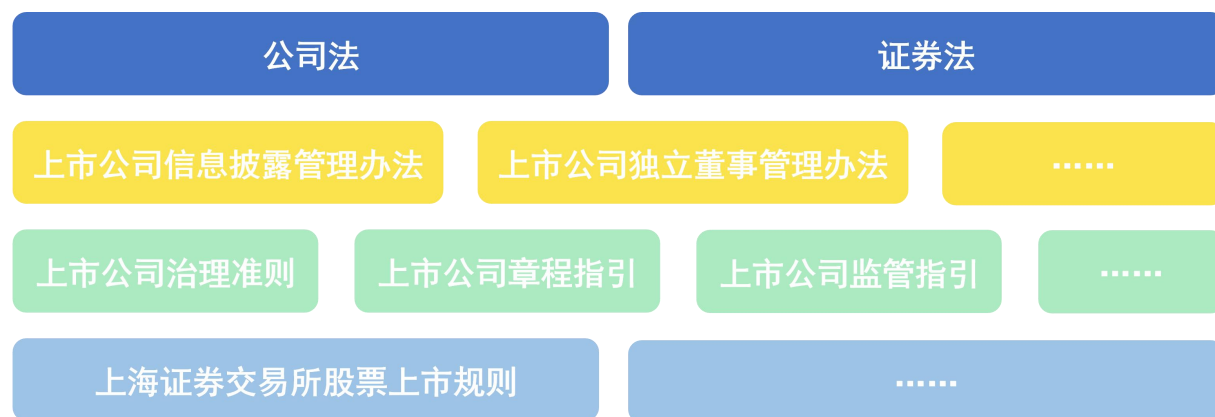 公司法
证券法
上市公司信息披露管理办法
上市公司独立董事管理办法
······
上市公司治理准则
上市公司章程指引
上市公司监管指引
······
上海证券交易所股票上市规则
······